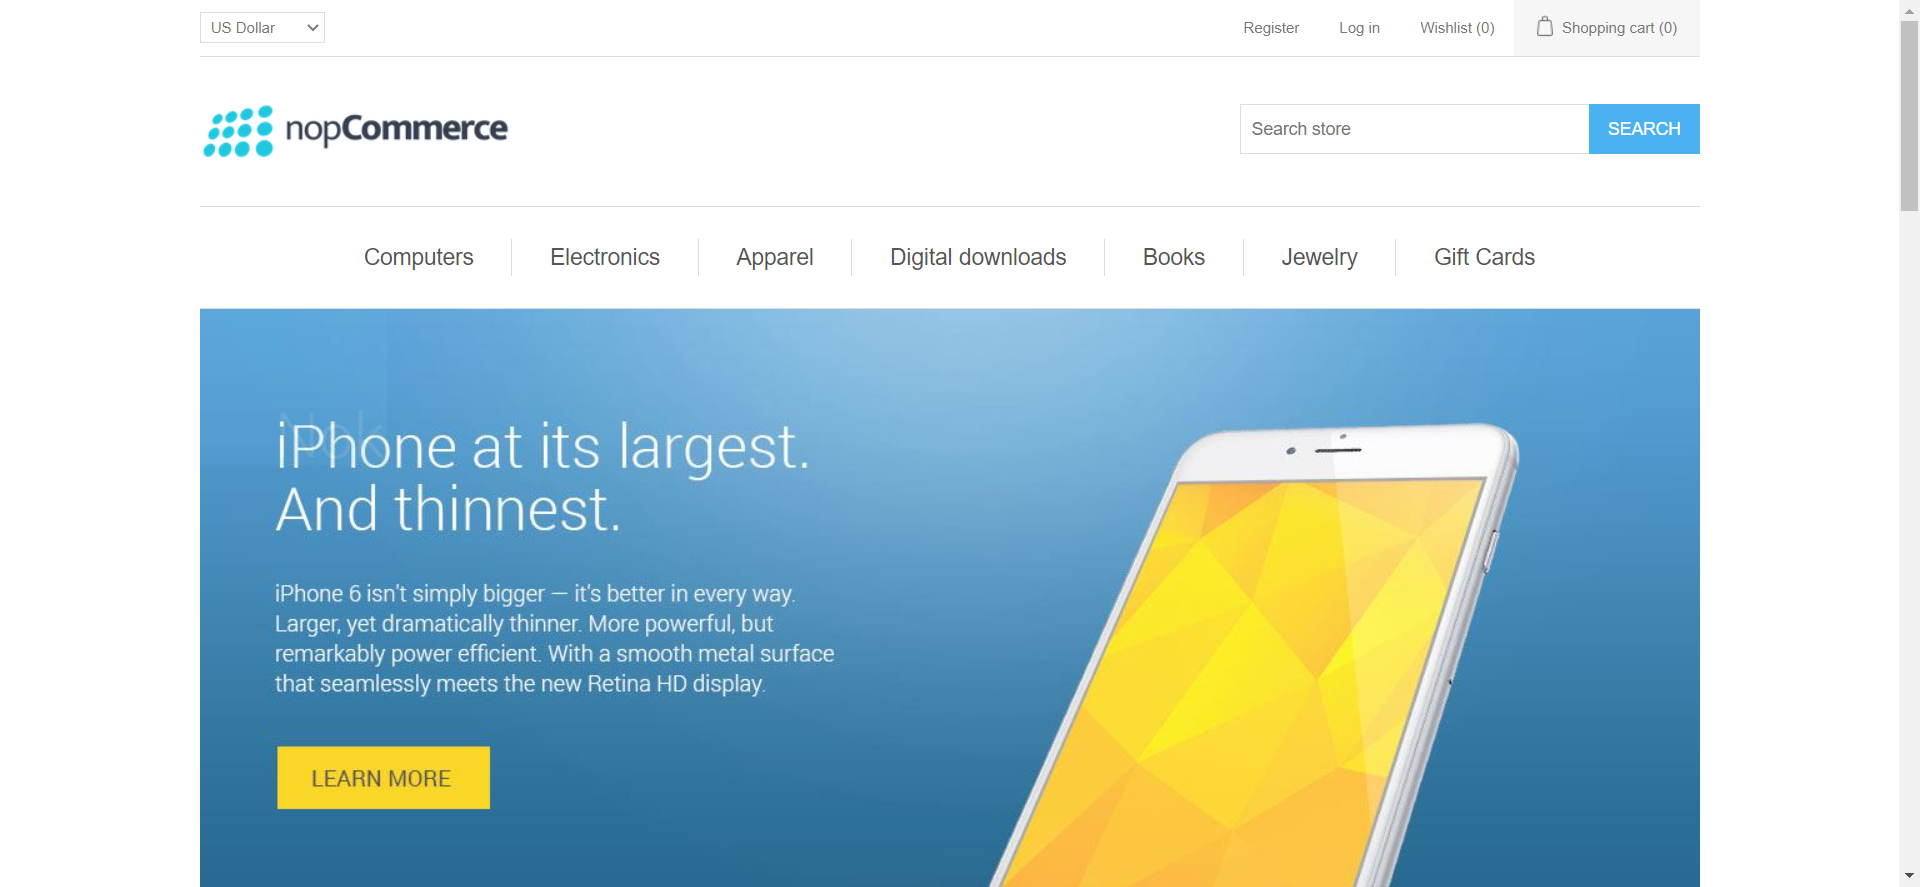 US Dollar
Register
Log in
Wishlist (0)
Shopping cart (0)
nopCommerce
Search store
SEARCH
Computers
Electronics
Apparel
Digital downloads
Books
Jewelry
Gift Cards
Nok
iPhone at its largest.
And thinnest.
iPhone 6 isn't simply bigger — it's better in every way.
Larger, yet dramatically thinner. More powerful, but
remarkably power efficient. With a smooth metal surface
that seamlessly meets the new Retina HD display.
LEARN MORE